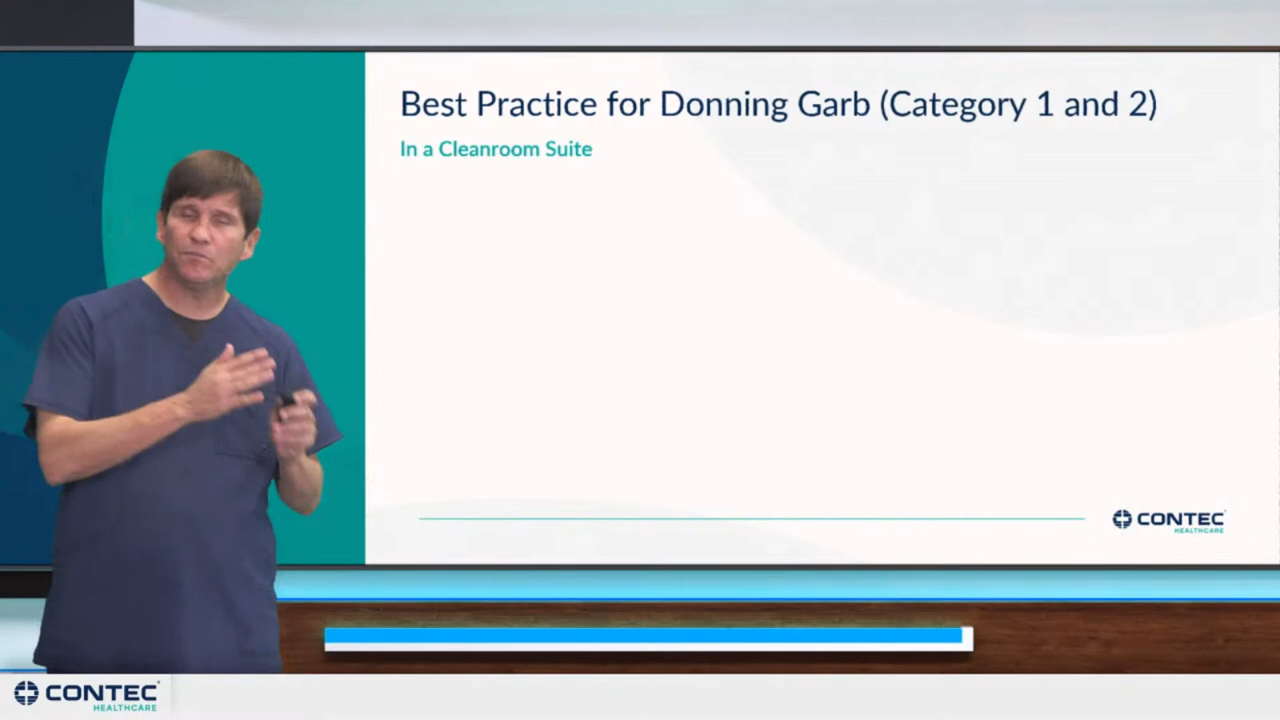 Best Practice for Donning Garb (Category 1 and 2)
In a Cleanroom Suite
CONTEC
HEALTHCARE
CONTEC
HEALTHCARE